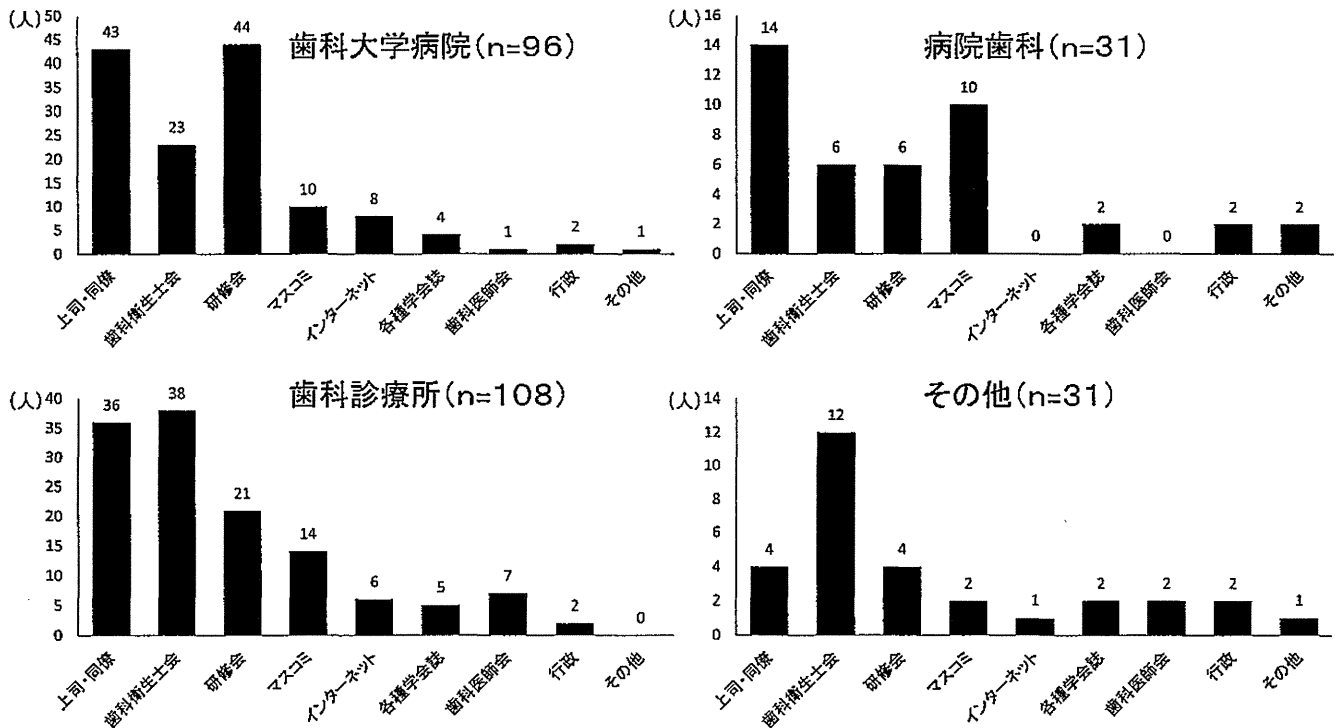 (人)
歯科大学病院(n=96)
50
45
40
35
30
25
20
15
10
5
0
43
23
44
10
8
4
1
2
1
上司・同僚
歯科衛生士会
研修会
マスコミ
インターネット
各種学会誌
歯科医師会
行政
その他
(人)
病院歯科(n=31)
16
14
12
10
8
6
4
2
0
14
6
6
10
0
2
0
2
2
上司・同僚
歯科衛生士会
研修会
マスコミ
インターネット
各種学会誌
歯科医師会
行政
その他
(人)
歯科診療所(n=108)
40
35
30
25
20
15
10
5
0
36
38
21
14
6
5
7
2
0
上司・同僚
歯科衛生士会
研修会
マスコミ
インターネット
各種学会誌
歯科医師会
行政
その他
(人)
その他(n=31)
14
12
10
8
6
4
2
0
4
12
4
2
1
2
2
2
1
上司・同僚
歯科衛生士会
研修会
マスコミ
インターネット
各種学会誌
歯科医師会
行政
その他